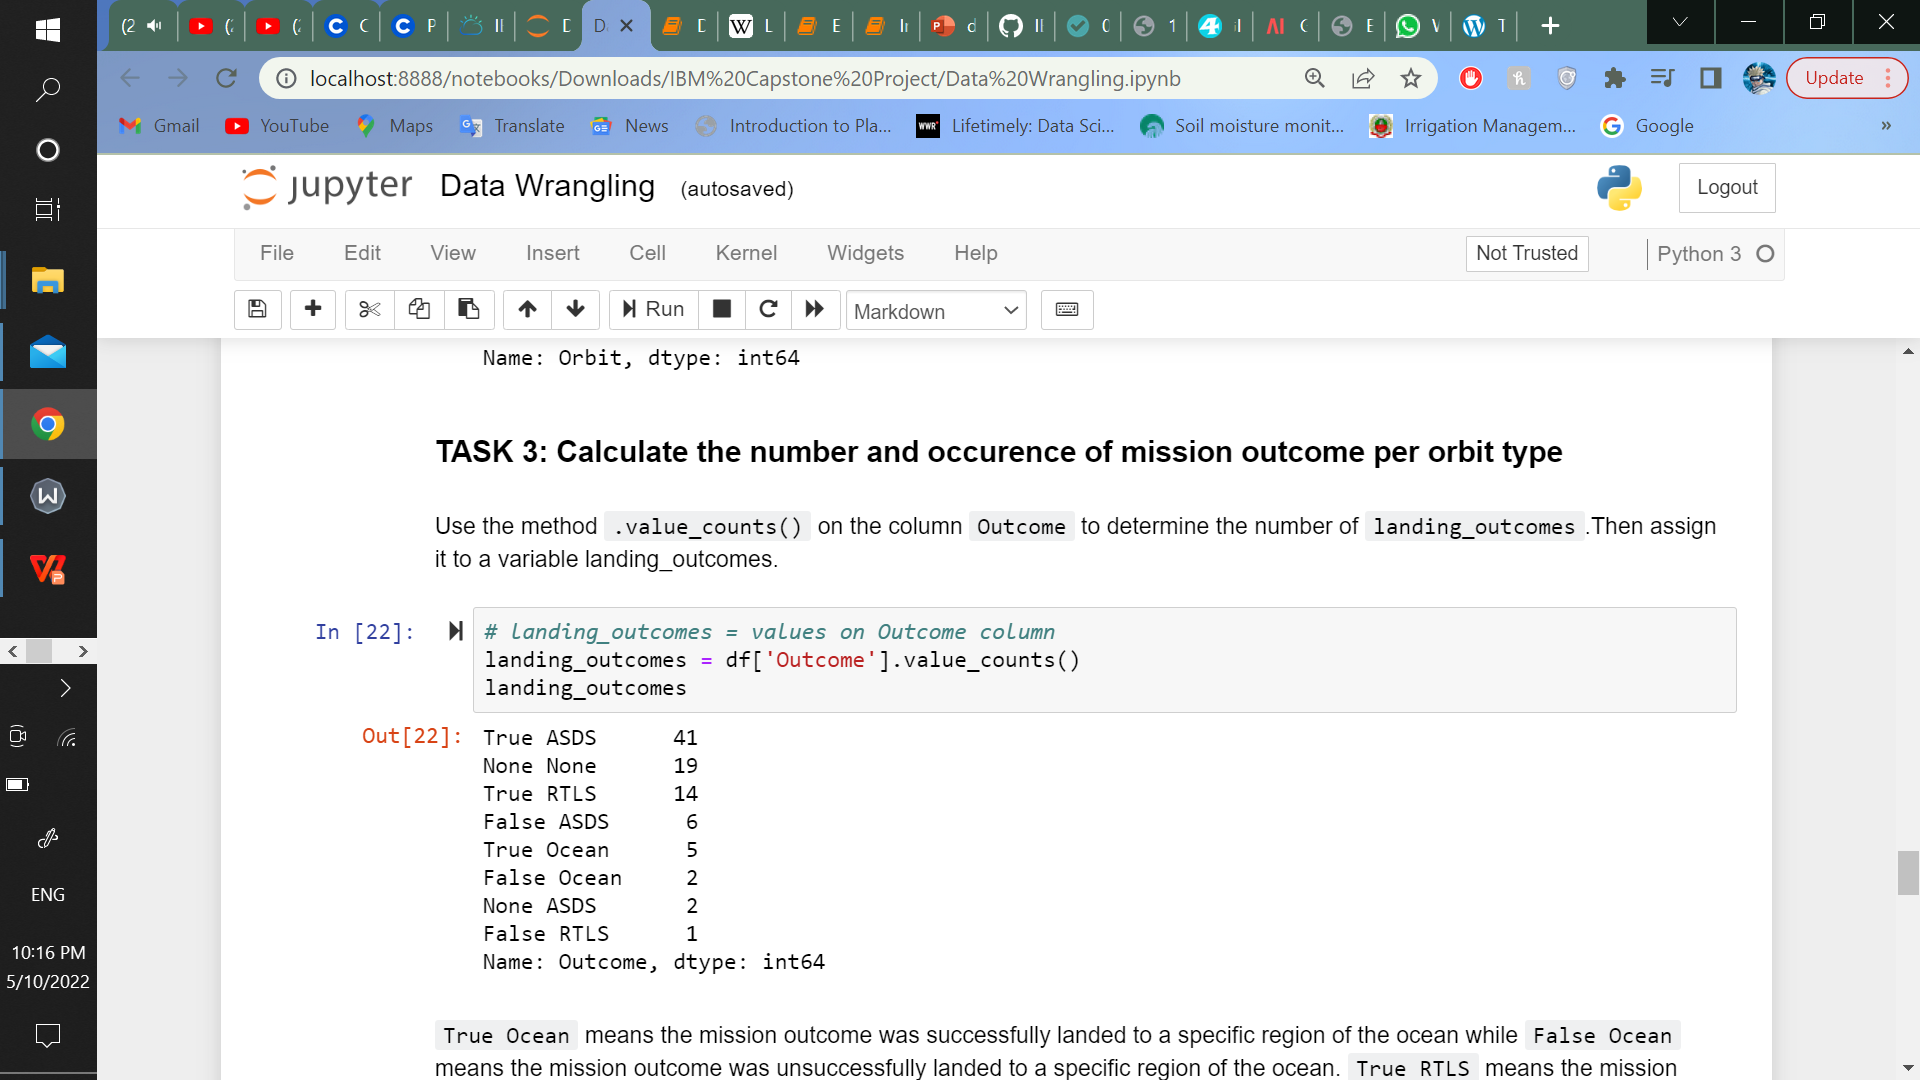 localhost:8888/notebooks/Downloads/IBM%20Capstone%20Project/Data%20Wrangling.ipynb
Update
Gmail YouTube Maps Translate News Introduction to Pla... Lifetimely: Data Sci... Soil moisture monit... Irrigation Managem... Google »
jupyter Data Wrangling (autosaved)
Logout
File Edit View Insert Cell Kernel Widgets Help Not Trusted Python 3
Run Markdown
Name: Orbit, dtype: int64
TASK 3: Calculate the number and occurence of mission outcome per orbit type
Use the method .value_counts() on the column Outcome to determine the number of landing_outcomes .Then assign
it to a variable landing_outcomes.
In [22]: # landing_outcomes = values on Outcome column
landing_outcomes = df['Outcome'].value_counts()
landing_outcomes
Out[22]: True ASDS 41
None None 19
True RTLS 14
False ASDS 6
True Ocean 5
False Ocean 2
None ASDS 2
False RTLS 1
Name: Outcome, dtype: int64
True Ocean means the mission outcome was successfully landed to a specific region of the ocean while False Ocean
means the mission outcome was unsuccessfully landed to a specific region of the ocean. True RTLS means the mission
ENG
10:16 PM
5/10/2022